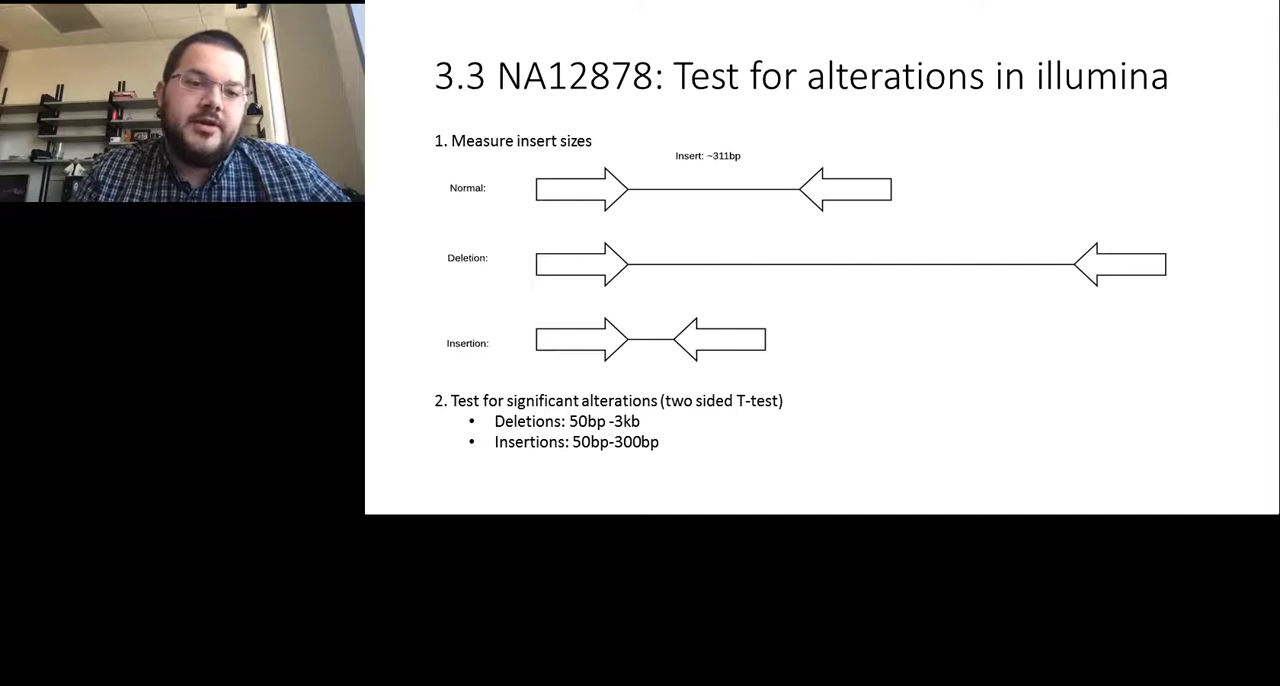 3.3 NA12878: Test for alterations in illumina
1. Measure insert sizes
Insert: ~311bp
Normal:
Deletion:
Insertion:
2. Test for significant alterations (two sided T-test)
• Deletions: 50bp -3kb
• Insertions: 50bp-300bp